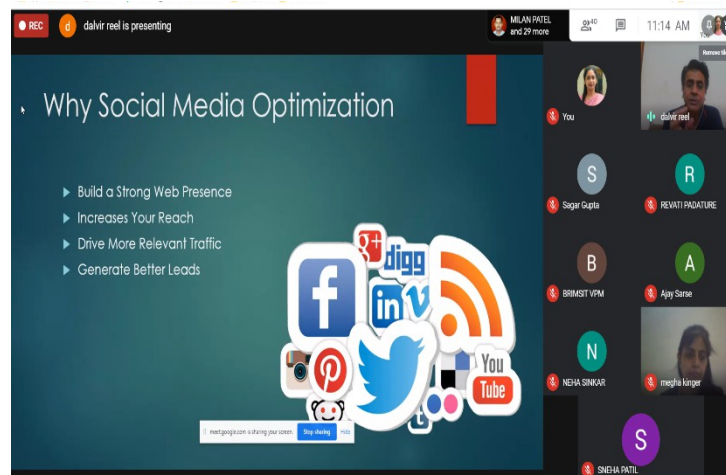 REC
d
dalvir reel is presenting
MILAN PATEL
and 29 more
40
11:14 AM
You
Remove tile
Why Social Media Optimization
Build a Strong Web Presence
Increases Your Reach
Drive More Relevant Traffic
Generate Better Leads
g+
digg
f
in
v
You
Tube
t
meet.google.com is sharing your screen.
Stop sharing
Hide
You
dalvir reel
S
Sagar Gupta
R
REVATI PADATURE
B
BRIMSIT VPM
A
Ajay Sarse
N
NEHA SINKAR
megha kinger
S
SNEHA PATIL